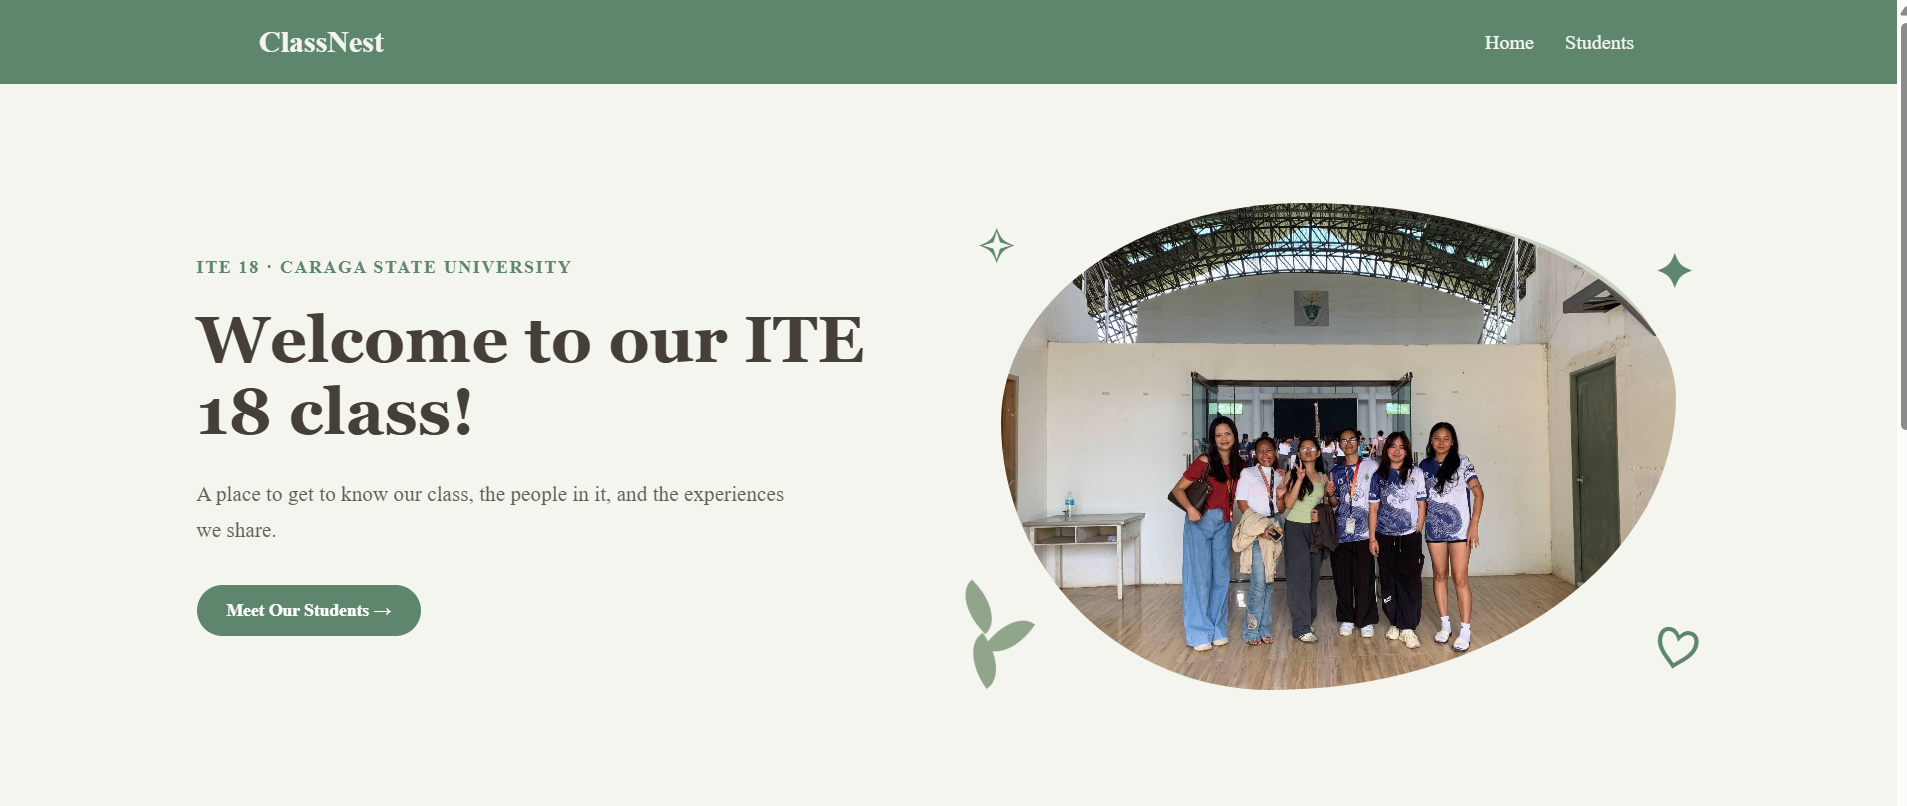 ClassNest
Home
Students
ITE 18 · CARAGA STATE UNIVERSITY
Welcome to our ITE
18 class!
A place to get to know our class, the people in it, and the experiences
we share.
Meet Our Students →